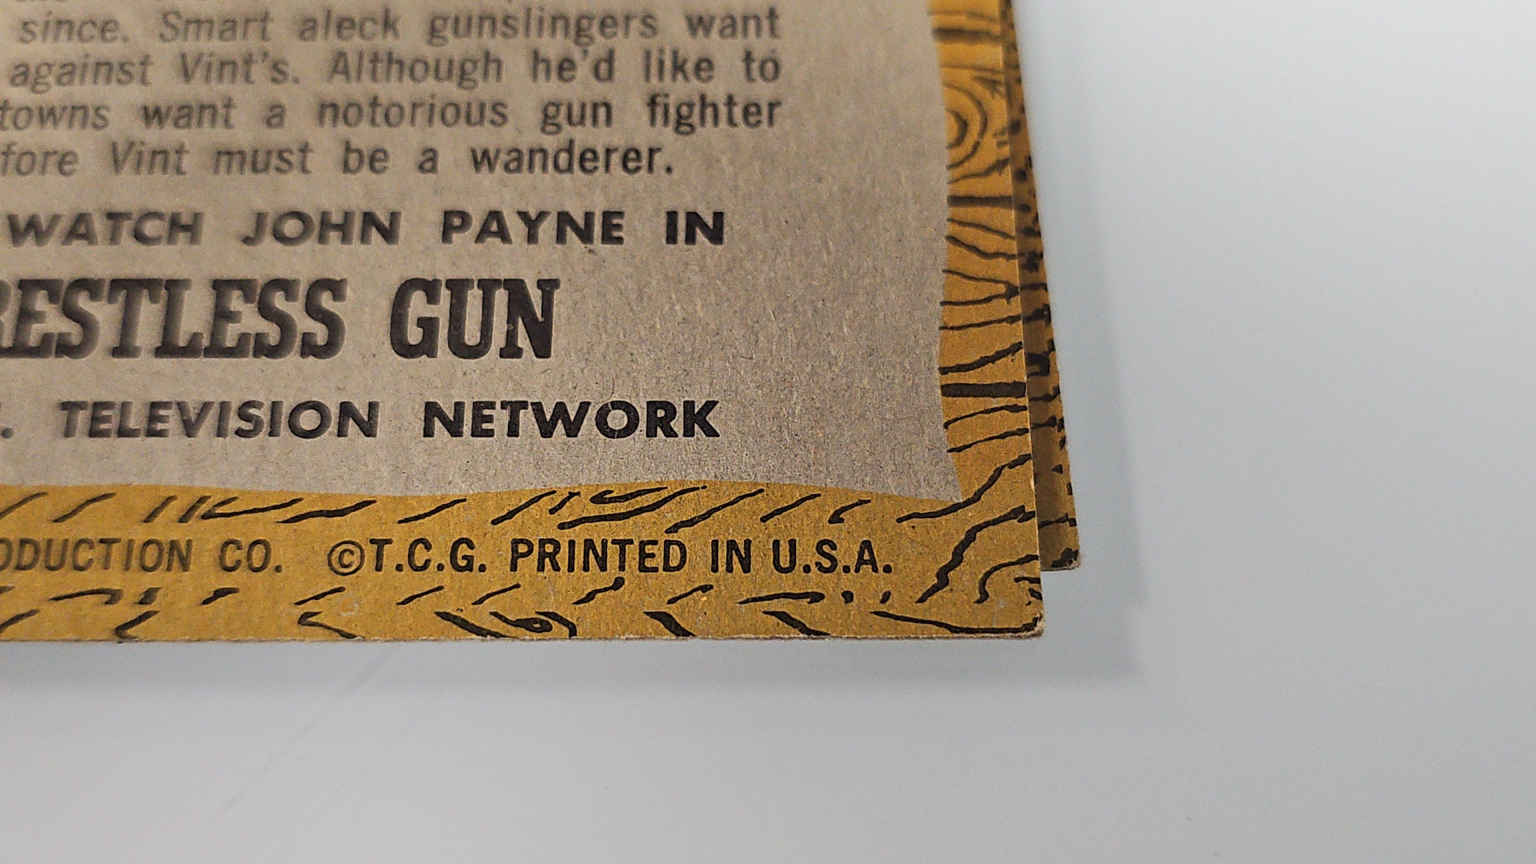 since. Smart aleck gunslingers want
against Vint's. Although he'd like to
towns want a notorious gun fighter
fore Vint must be a wanderer.
WATCH JOHN PAYNE IN
RESTLESS GUN
. TELEVISION NETWORK
ODUCTION CO. ©T.C.G. PRINTED IN U.S.A.